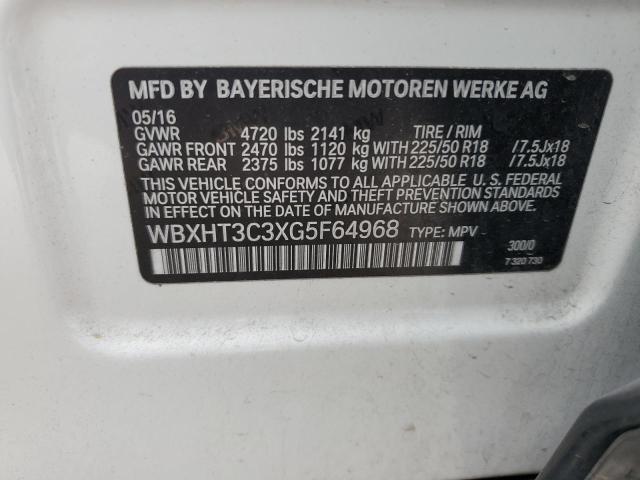 MFD BY BAYERISCHE MOTOREN WERKE AG
05/16
GVWR 4720 lbs 2141 kg TIRE / RIM
GAWR FRONT 2470 lbs 1120 kg WITH 225/50 R18 /7.5Jx18
GAWR REAR 2375 lbs 1077 kg WITH 225/50 R18 /7.5Jx18
THIS VEHICLE CONFORMS TO ALL APPLICABLE U.S. FEDERAL
MOTOR VEHICLE SAFETY AND THEFT PREVENTION STANDARDS
IN EFFECT ON THE DATE OF MANUFACTURE SHOWN ABOVE.
WBXHT3C3XG5F64968 TYPE: MPV
300/0
7 320 730